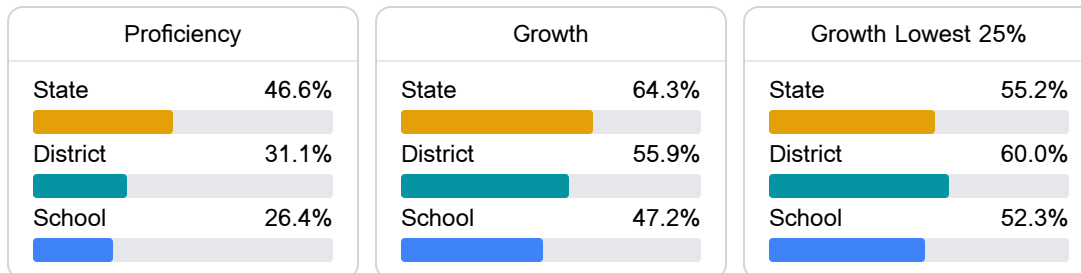 Proficiency
State 46.6%
District 31.1%
School 26.4%
Growth
State 64.3%
District 55.9%
School 47.2%
Growth Lowest 25%
State 55.2%
District 60.0%
School 52.3%